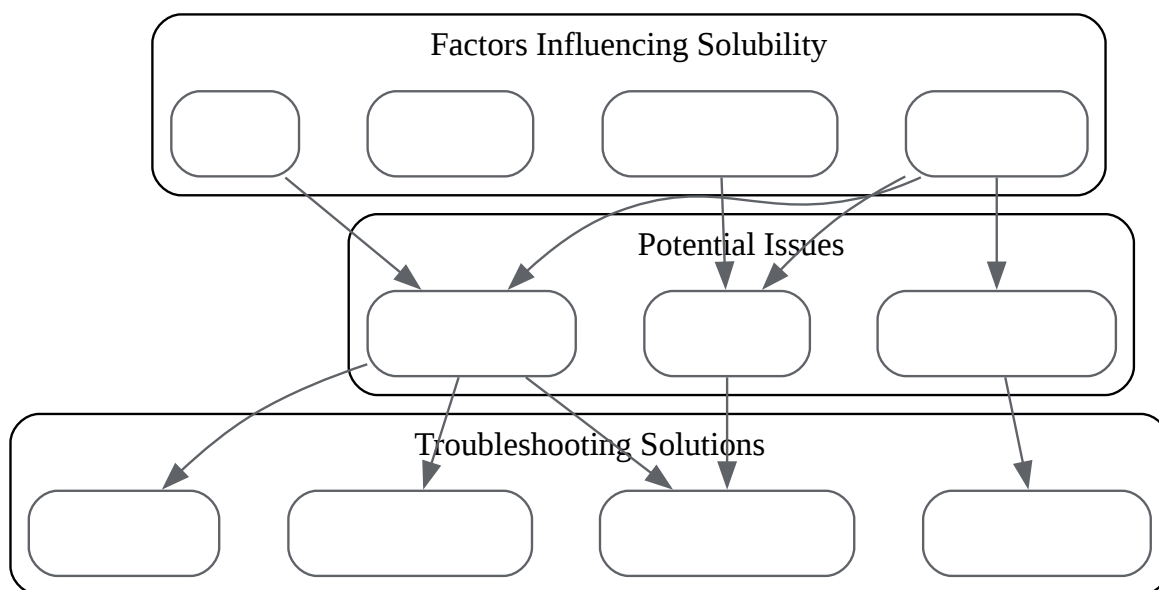 Factors Influencing Solubility
Potential Issues
Troubleshooting Solutions